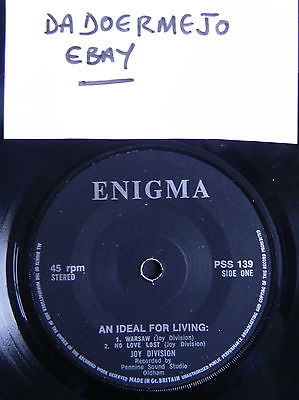 DADOERMEJO
EBAY
ENIGMA
45 rpm
STEREO
PSS 139
SIDE ONE
AN IDEAL FOR LIVING:
1. WARSAW (Joy Division)
2. NO LOVE LOST (Joy Division)
JOY DIVISION
Recorded by
Pennine Sound Studio
Oldham
MADE IN Gt. BRITAIN